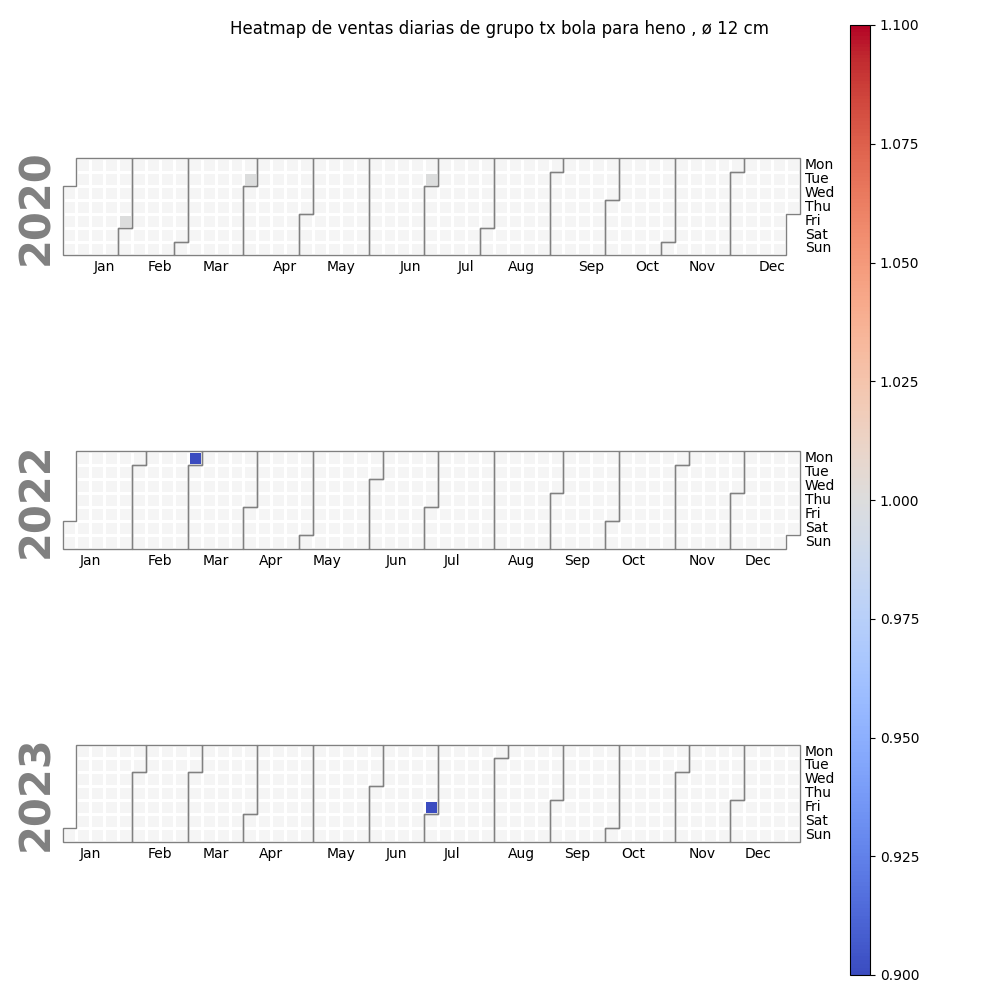 Heatmap de ventas diarias de grupo tx bola para heno , ø 12 cm
2020
Mon
Tue
Wed
Thu
Fri
Sat
Sun
Jan Feb Mar Apr May Jun Jul Aug Sep Oct Nov Dec
2022
Mon
Tue
Wed
Thu
Fri
Sat
Sun
Jan Feb Mar Apr May Jun Jul Aug Sep Oct Nov Dec
2023
Mon
Tue
Wed
Thu
Fri
Sat
Sun
Jan Feb Mar Apr May Jun Jul Aug Sep Oct Nov Dec
1.100
1.075
1.050
1.025
1.000
0.975
0.950
0.925
0.900